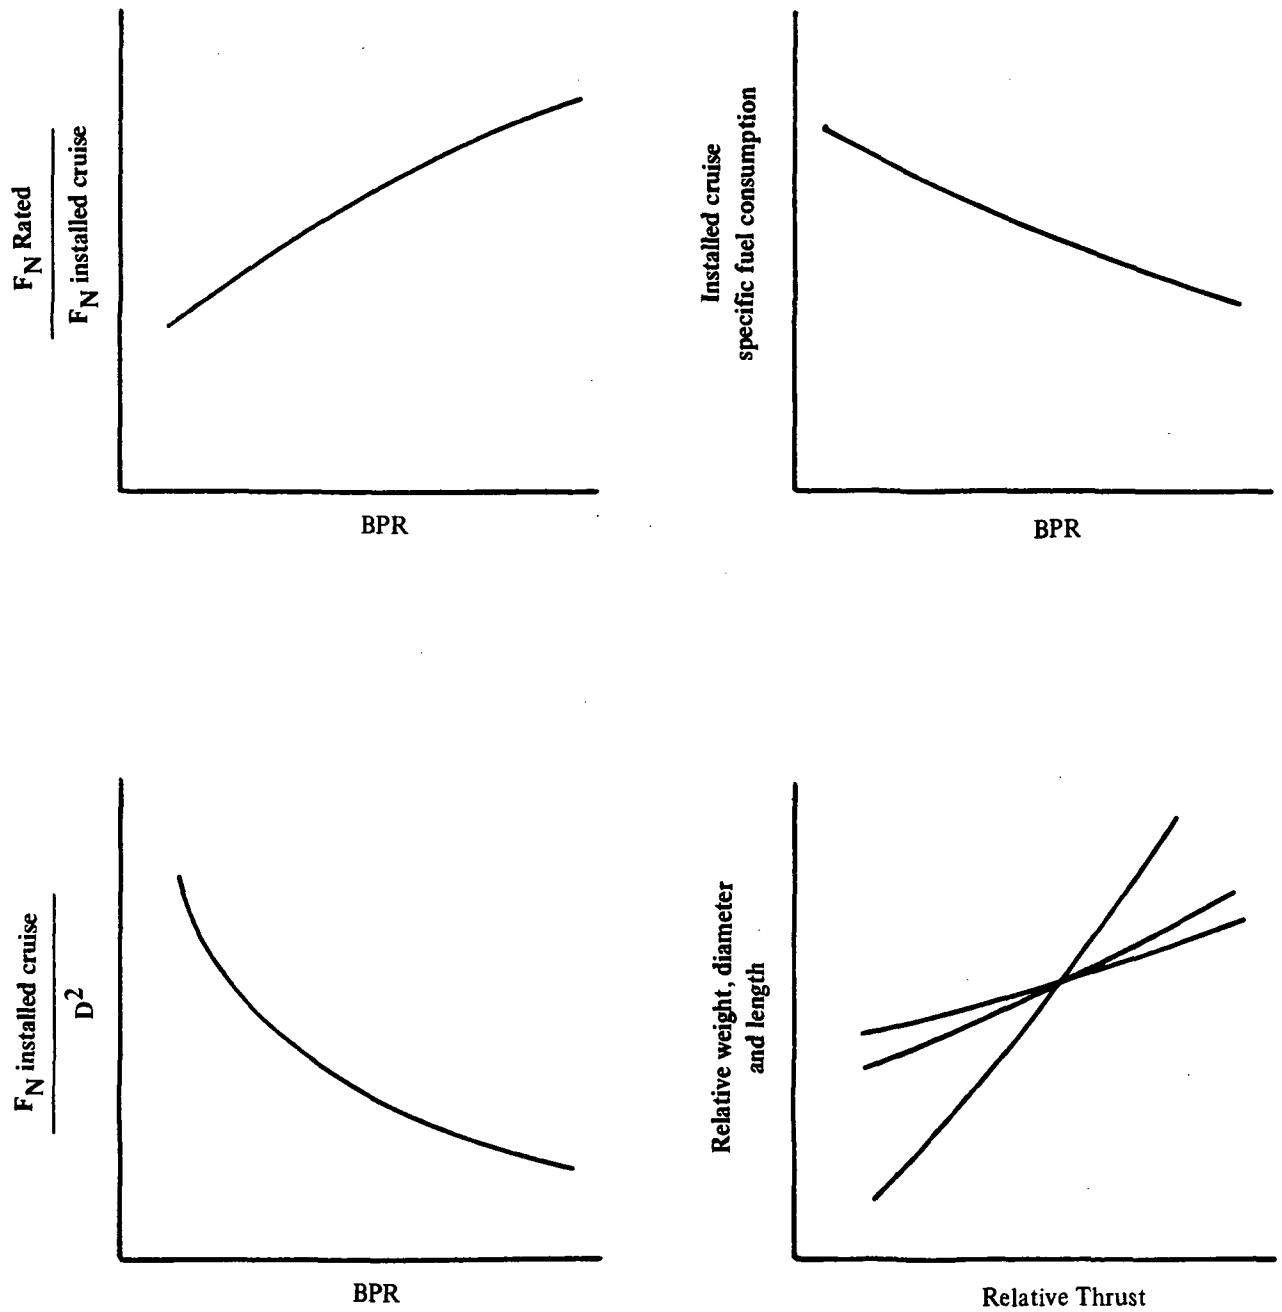 F_N Rated
F_N installed cruise
BPR
Installed cruise
specific fuel consumption
BPR
F_N installed cruise
D²
BPR
Relative weight, diameter
and length
Relative Thrust